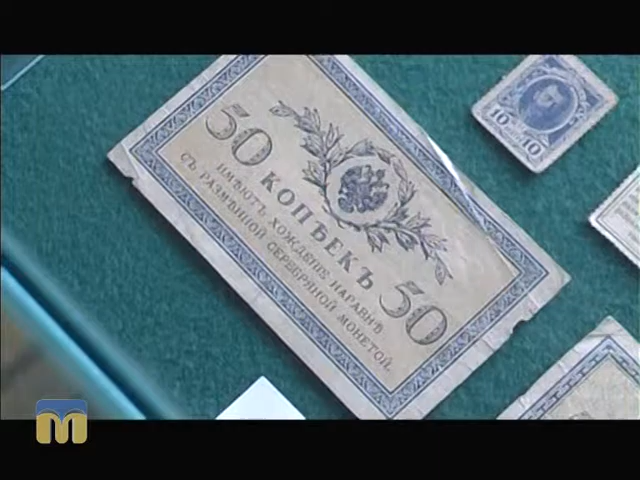 50 КОПѢЕКЪ 50
ИМѢЮТЪ ХОЖДЕНІЕ НАРАВНѢ
СЪ РАЗМѢННОЙ СЕРЕБРЯНОЙ МОНЕТОЙ.
10 10
M